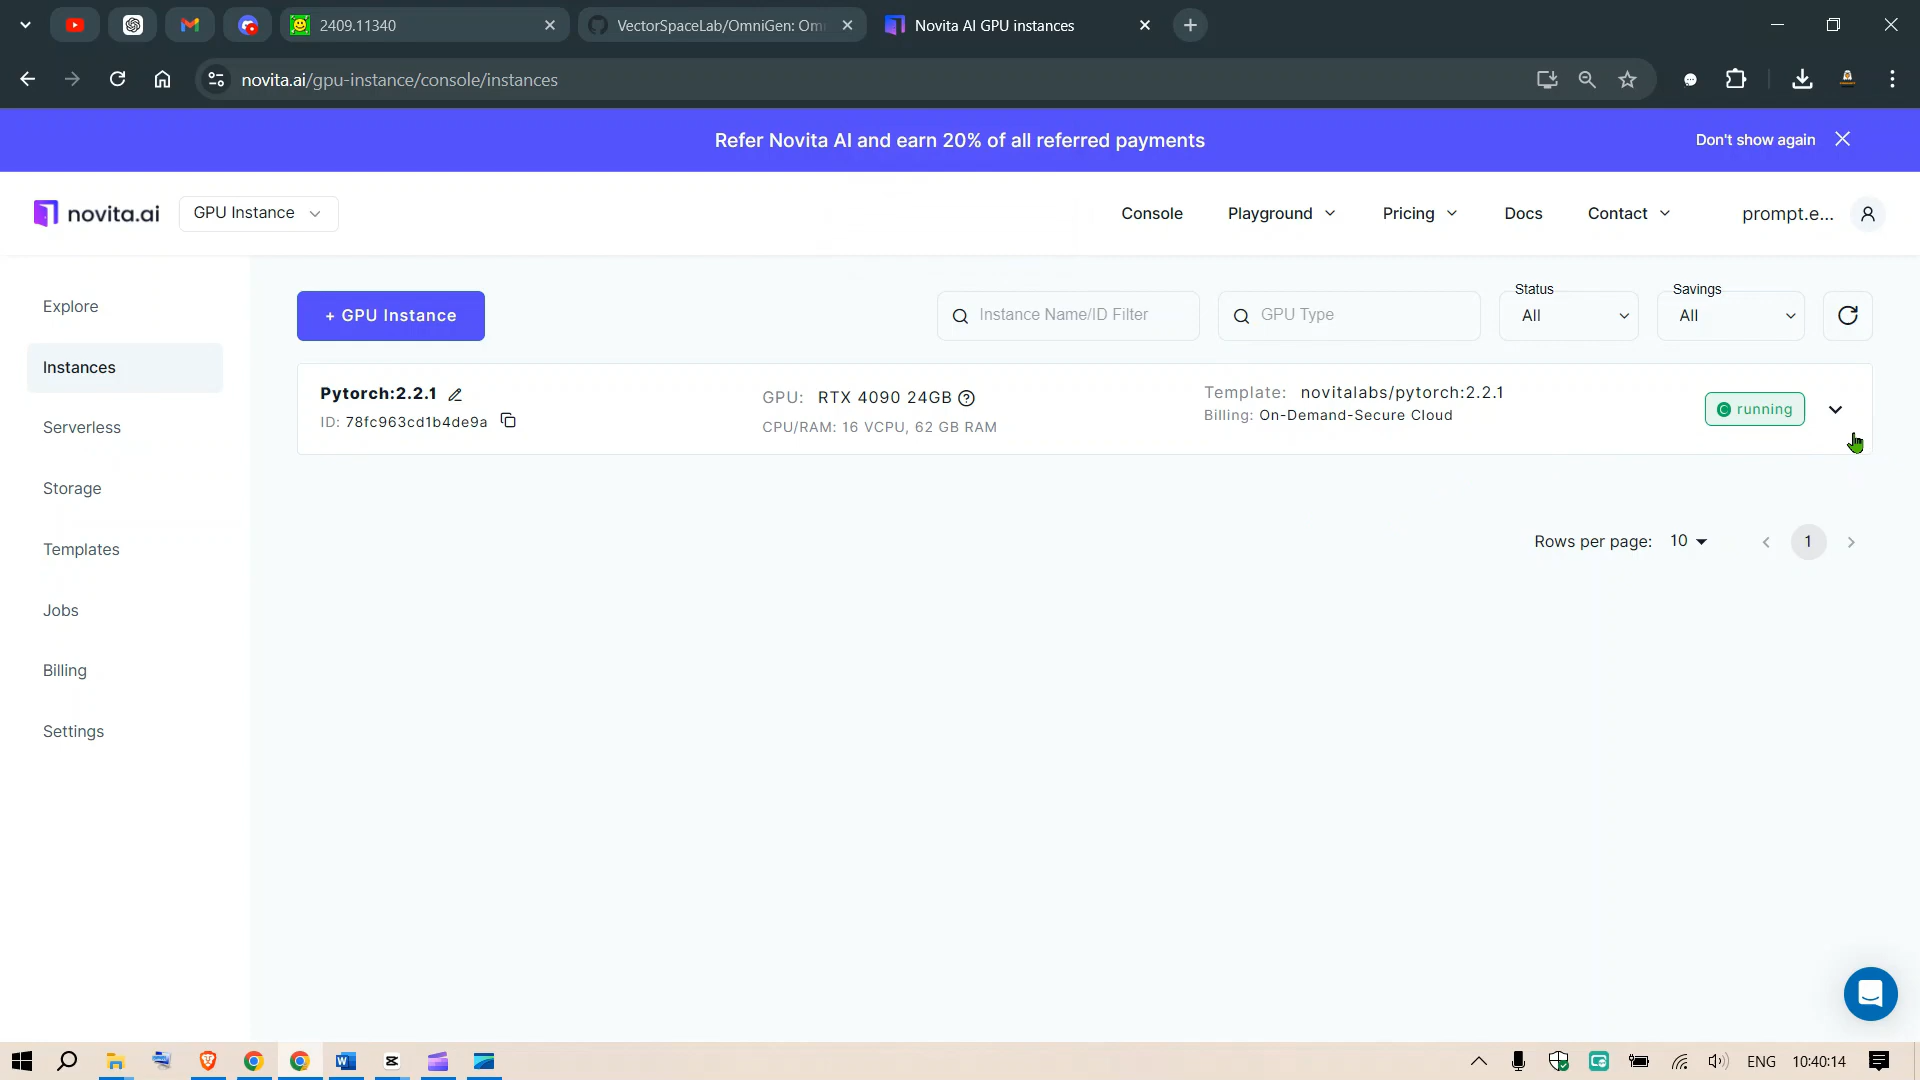 2409.11340
VectorSpaceLab/OmniGen: Om
Novita AI GPU instances
novita.ai/gpu-instance/console/instances
Refer Novita AI and earn 20% of all referred payments
Don't show again
novita.ai
GPU Instance
Console
Playground
Pricing
Docs
Contact
prompt.e...
Explore
Instances
Serverless
Storage
Templates
Jobs
Billing
Settings
+ GPU Instance
Instance Name/ID Filter
GPU Type
Status
All
Savings
All
Pytorch:2.2.1
ID: 78fc963cd1b4de9a
GPU: RTX 4090 24GB
CPU/RAM: 16 VCPU, 62 GB RAM
Template: novitalabs/pytorch:2.2.1
Billing: On-Demand-Secure Cloud
running
Rows per page: 10
1
ENG
10:40:14